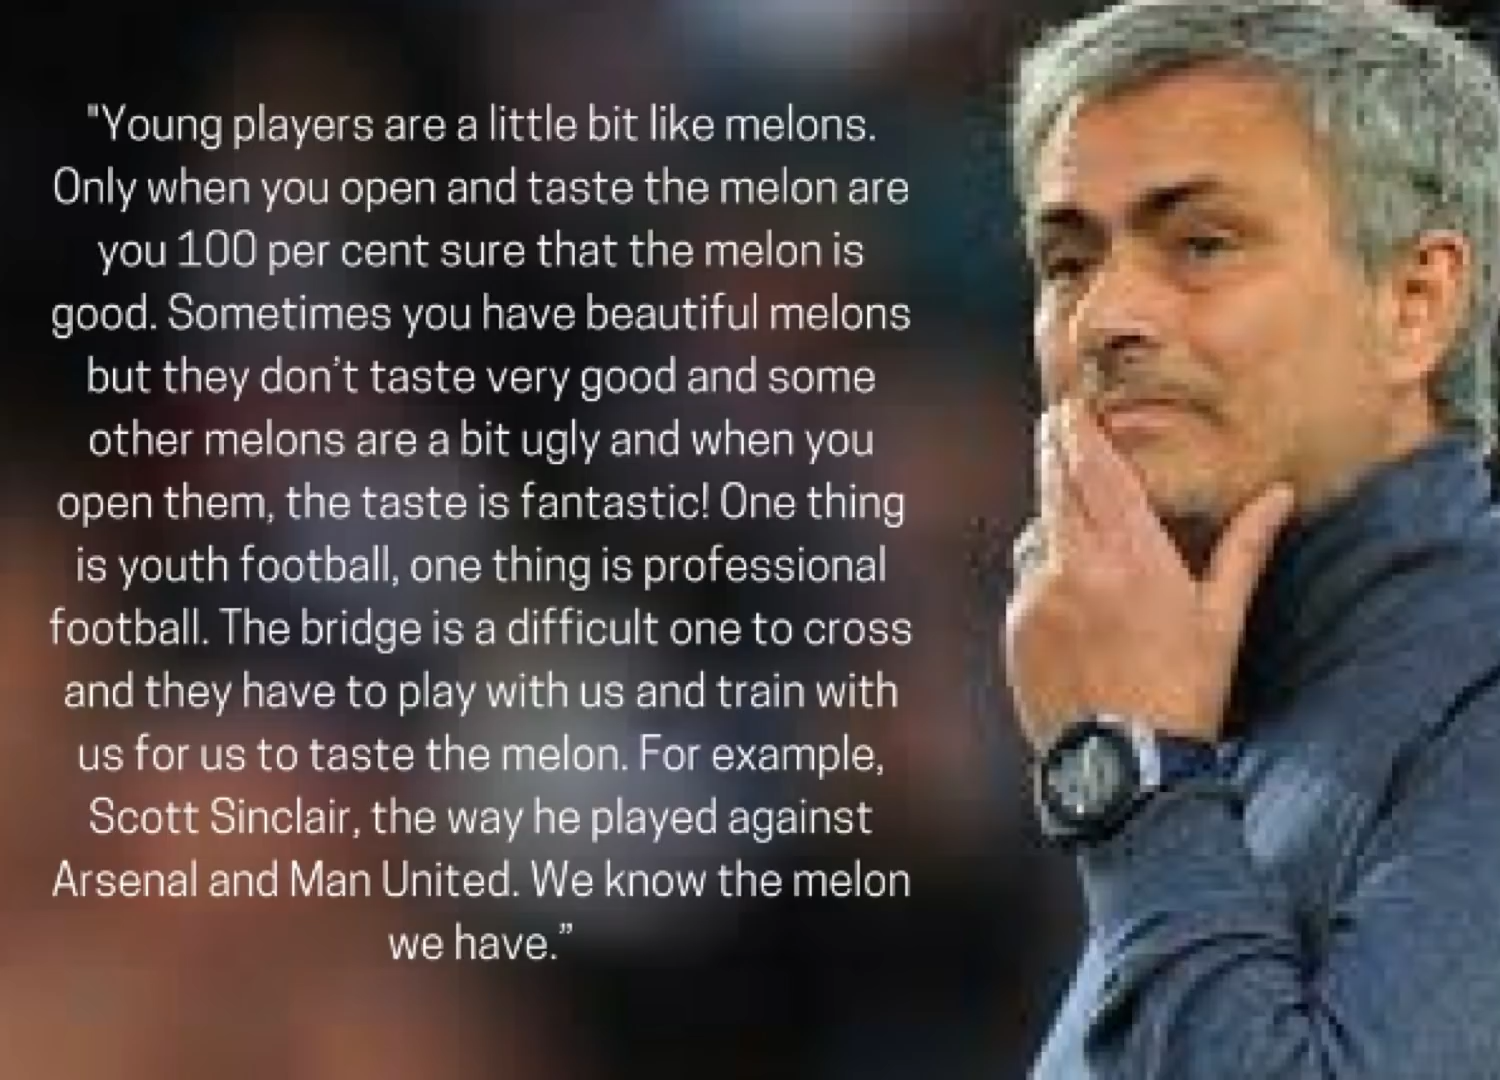 "Young players are a little bit like melons.
Only when you open and taste the melon are
you 100 per cent sure that the melon is
good. Sometimes you have beautiful melons
but they don’t taste very good and some
other melons are a bit ugly and when you
open them, the taste is fantastic! One thing
is youth football, one thing is professional
football. The bridge is a difficult one to cross
and they have to play with us and train with
us for us to taste the melon. For example,
Scott Sinclair, the way he played against
Arsenal and Man United. We know the melon
we have.”